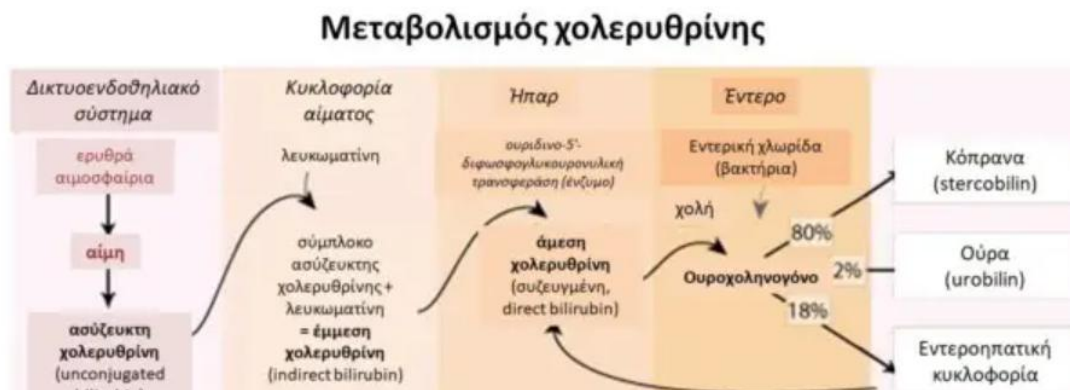 Μεταβολισμός χολερυθρίνης
Δικτυοενδοθηλιακό
σύστημα
ερυθρά
αιμοσφαίρια
αίμη
ασύζευκτη
χολερυθρίνη
(unconjugated
Κυκλοφορία
αίματος
λευκωματίνη
σύμπλοκο
ασύζευκτης
χολερυθρίνης +
λευκωματίνη
= έμμεση
χολερυθρίνη
(indirect bilirubin)
Ήπαρ
ουριδινο-5'-
διφωσφογλυκουρονυλική
τρανσφεράση (ένζυμο)
άμεση
χολερυθρίνη
(συζευγμένη,
direct bilirubin)
Έντερο
Εντερική χλωρίδα
(βακτήρια)
χολή
Ουροχοληνογόνο
80%
2%
18%
Κόπρανα
(stercobilin)
Ούρα
(urobilin)
Εντεροηπατική
κυκλοφορία